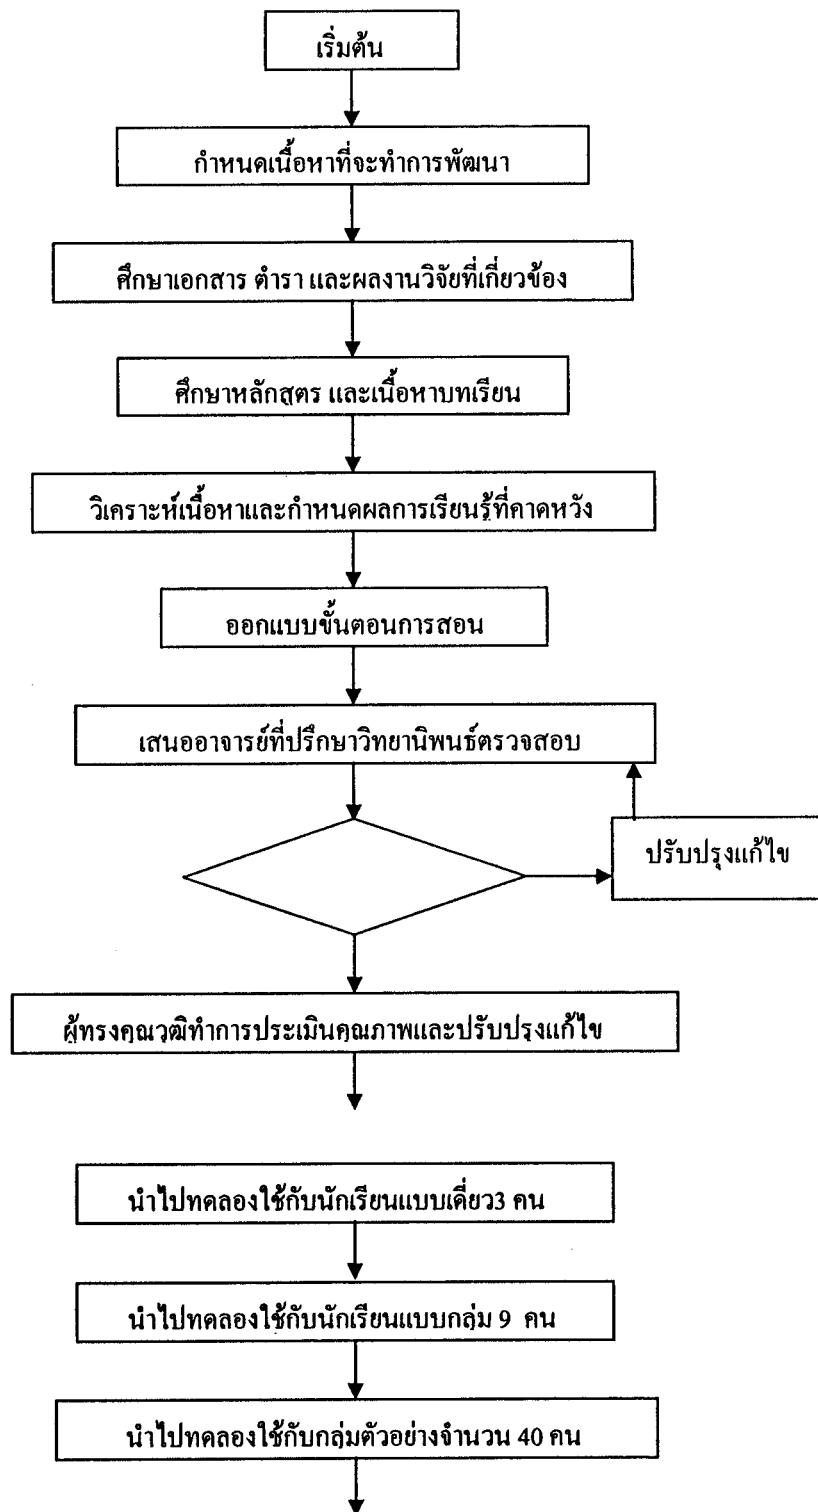 เริ่มต้น
กำหนดเนื้อหาที่จะทำการพัฒนา
ศึกษาเอกสาร ตำรา และผลงานวิจัยที่เกี่ยวข้อง
ศึกษาหลักสูตร และเนื้อหาบทเรียน
วิเคราะห์เนื้อหาและกำหนดผลการเรียนรู้ที่คาดหวัง
ออกแบบขั้นตอนการสอน
เสนออาจารย์ที่ปรึกษาวิทยานิพนธ์ตรวจสอบ
ปรับปรุงแก้ไข
ผู้ทรงคุณวุฒิทำการประเมินคุณภาพและปรับปรุงแก้ไข
นำไปทดลองใช้กับนักเรียนแบบเดี่ยว3 คน
นำไปทดลองใช้กับนักเรียนแบบกลุ่ม 9 คน
นำไปทดลองใช้กับกลุ่มตัวอย่างจำนวน 40 คน